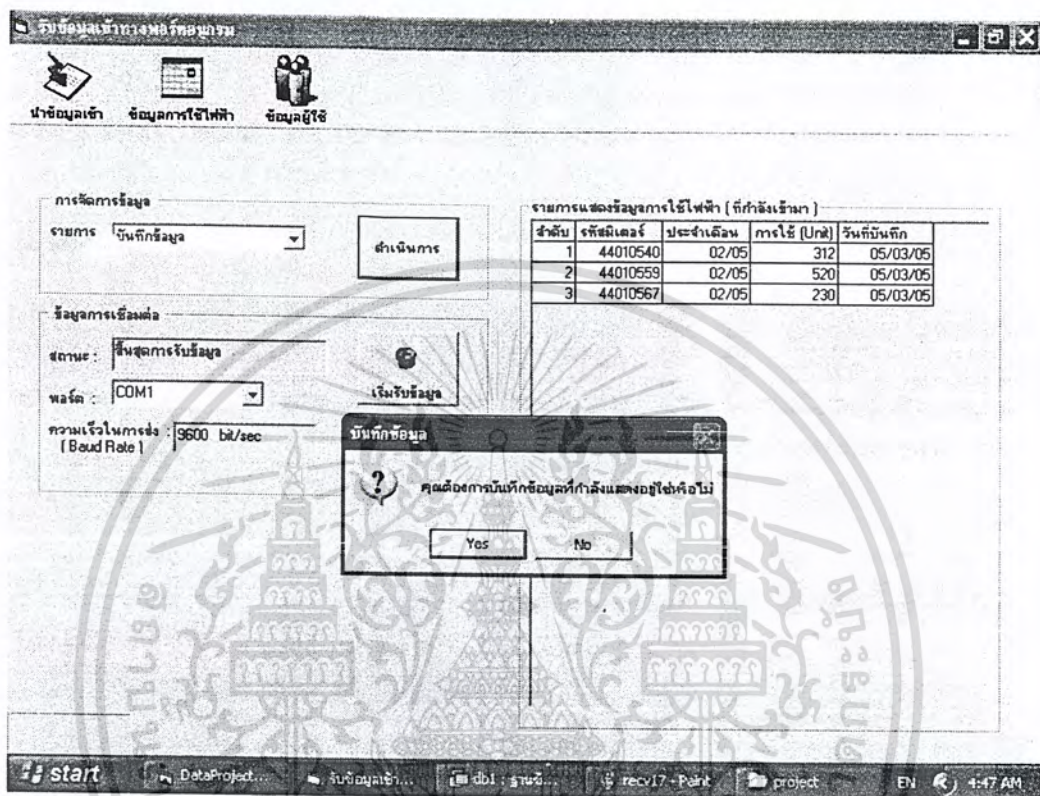 รับข้อมูลเข้าทางพอร์ทอนุกรม
นำข้อมูลเข้า ข้อมูลการใช้ไฟฟ้า ข้อมูลผู้ใช้
การจัดการข้อมูล
รายการ บันทึกข้อมูล
ดำเนินการ
ข้อมูลการเชื่อมต่อ
สถานะ : สิ้นสุดการรับข้อมูล
พอร์ต : COM1
เริ่มรับข้อมูล
ความเร็วในการส่ง : 9600 bit/sec
( Baud Rate )
รายการแสดงข้อมูลการใช้ไฟฟ้า ( ที่กำลังเข้ามา )
ลำดับ รหัสมิเตอร์ ประจำเดือน การใช้ (Unit) วันที่บันทึก
1 44010540 02/05 312 05/03/05
2 44010559 02/05 520 05/03/05
3 44010567 02/05 230 05/03/05
บันทึกข้อมูล
คุณต้องการบันทึกข้อมูลที่กำลังแสดงอยู่ใช่หรือไม่
Yes No
start DataProject... รับข้อมูลเข้า... db1 : ฐานข้... recv17 - Paint project EN 4:47 AM